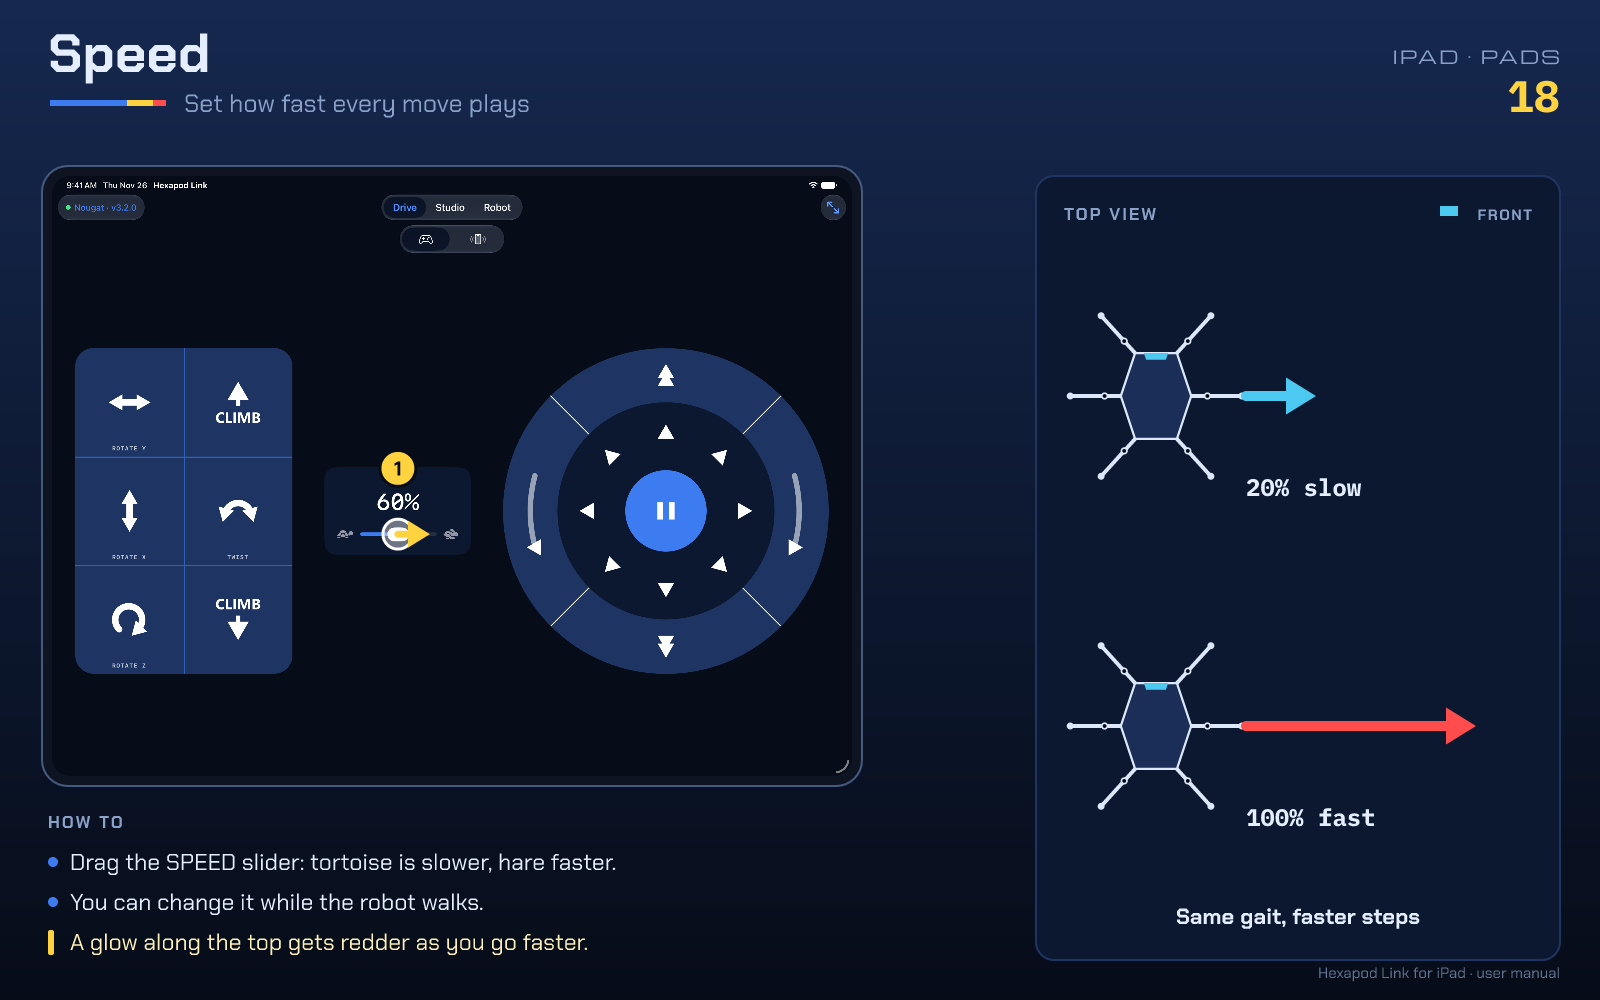 Speed
Set how fast every move plays
IPAD · PADS
18
9:41 AM Thu Nov 26 Hexapod Link
Nougat · v3.2.0
Drive Studio Robot
ROTATE Y
CLIMB
ROTATE X
TWIST
ROTATE Z
CLIMB
1
60%
TOP VIEW
FRONT
20% slow
100% fast
Same gait, faster steps
HOW TO
Drag the SPEED slider: tortoise is slower, hare faster.
You can change it while the robot walks.
A glow along the top gets redder as you go faster.
Hexapod Link for iPad · user manual